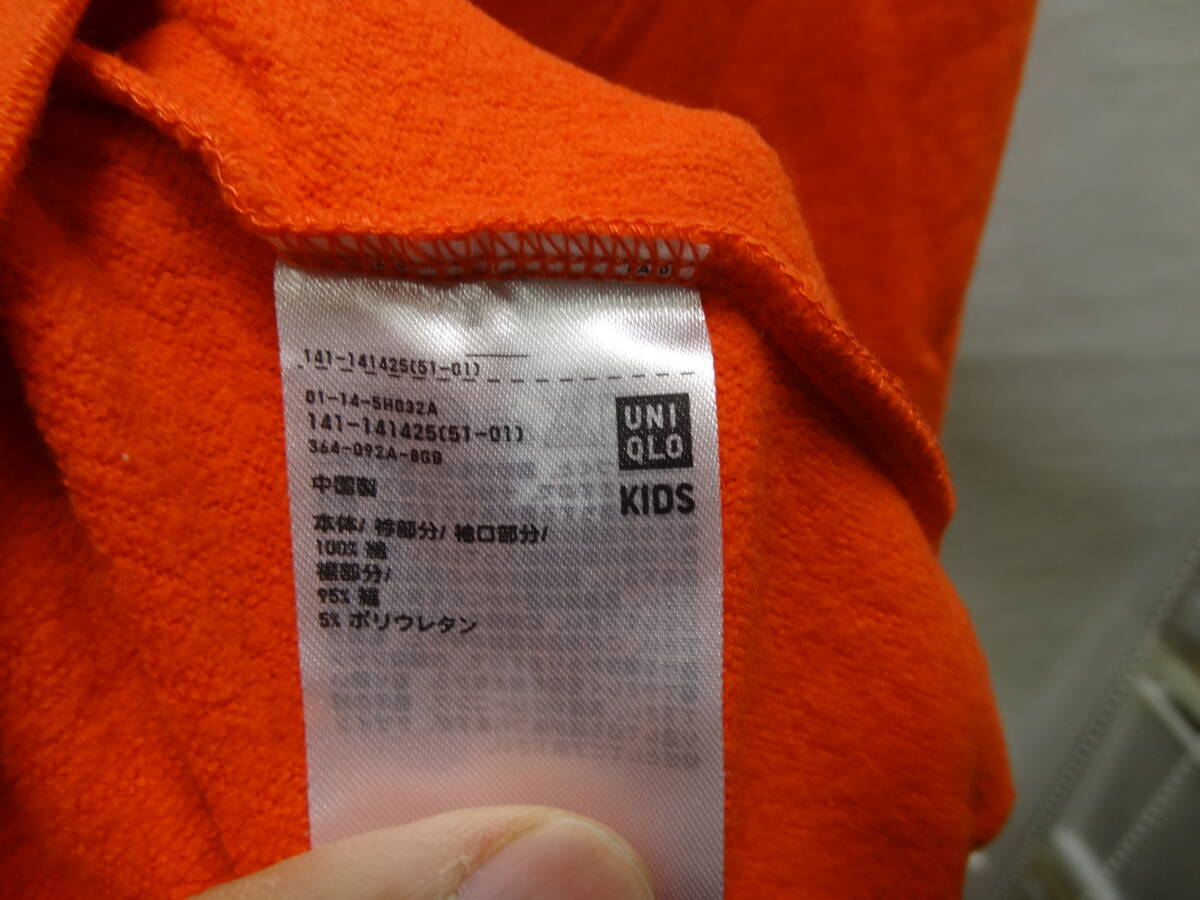 141-141425(51-01)
01-14-5H032A
141-141425(51-01)
364-092A-8GB
UNI
QLO
KIDS
中国製
本体/ 衿部分/ 袖口部分/
100% 綿
裾部分/
95% 綿
5% ポリウレタン